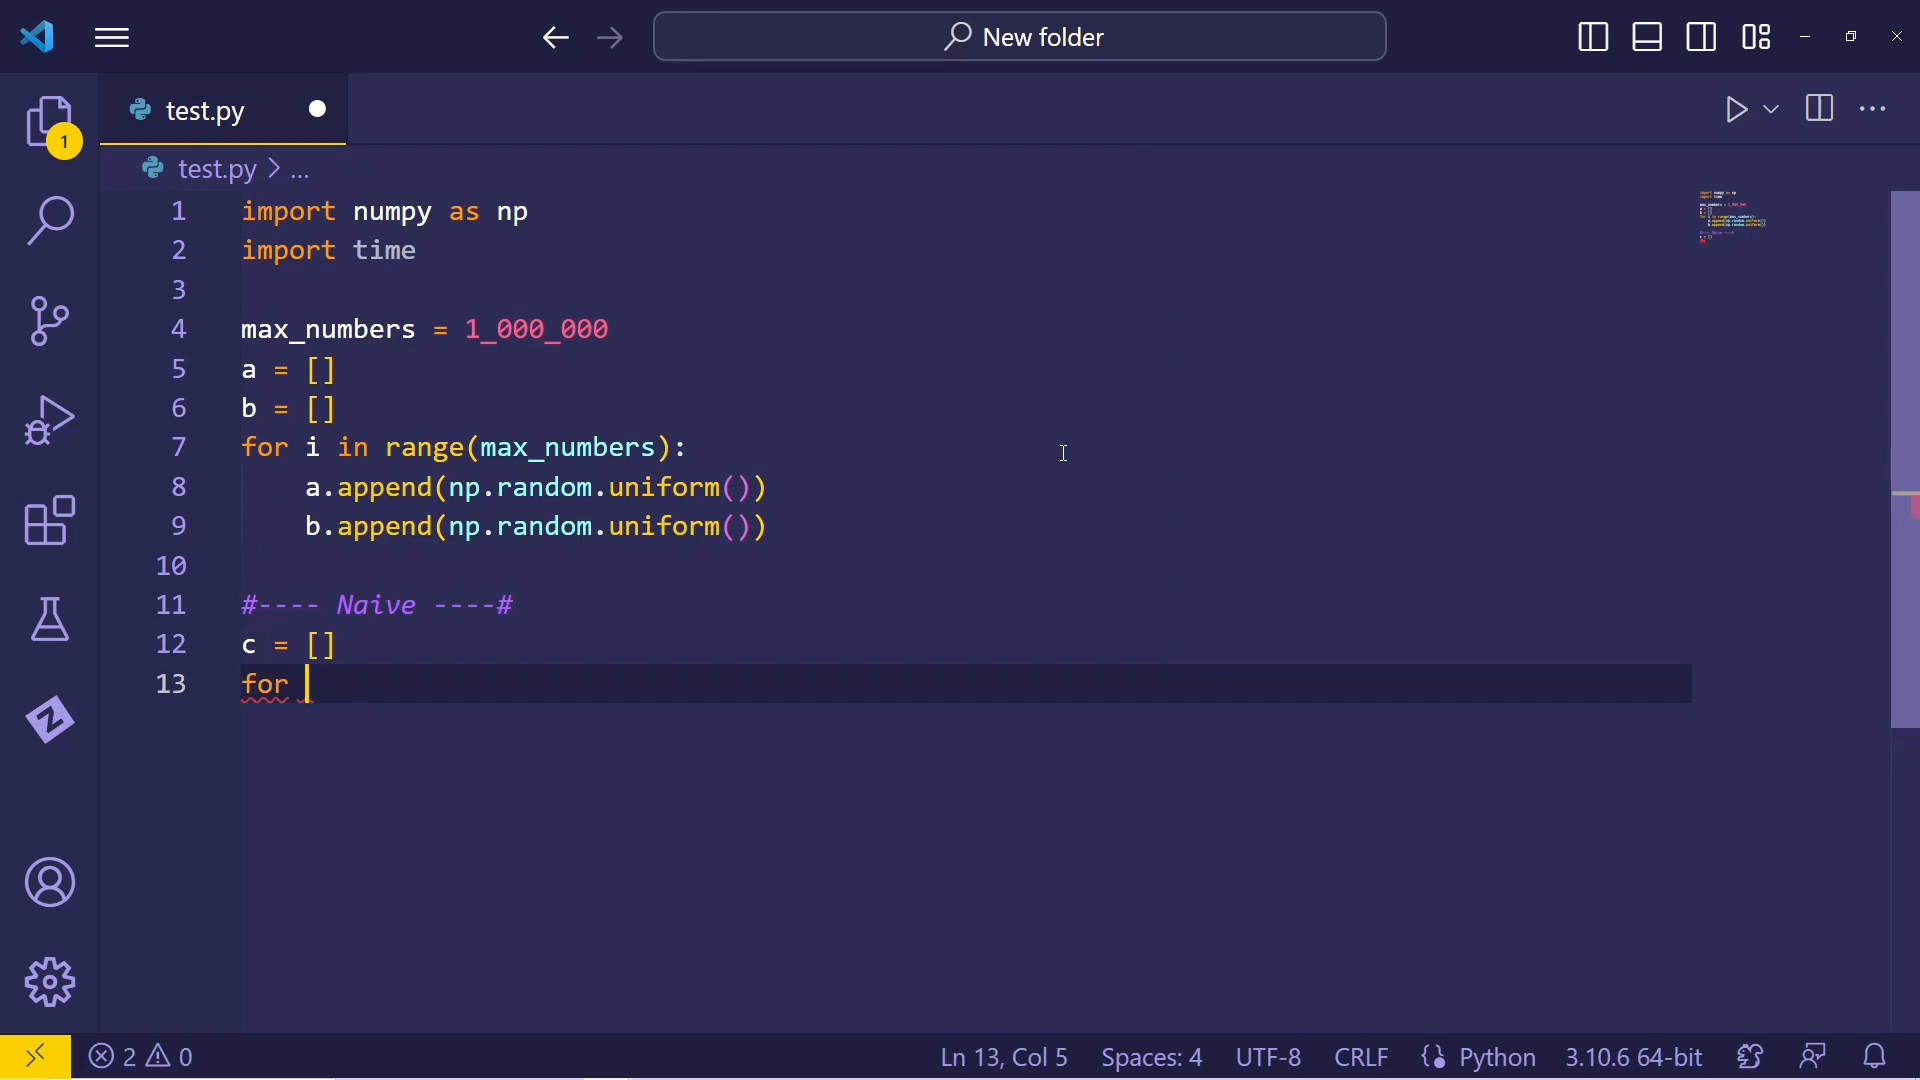 New folder
test.py
test.py > ...
1 import numpy as np
2 import time
3
4 max_numbers = 1_000_000
5 a = []
6 b = []
7 for i in range(max_numbers):
8     a.append(np.random.uniform())
9     b.append(np.random.uniform())
10
11 #---- Naive ----#
12 c = []
13 for
1
2 0 Ln 13, Col 5 Spaces: 4 UTF-8 CRLF Python 3.10.6 64-bit